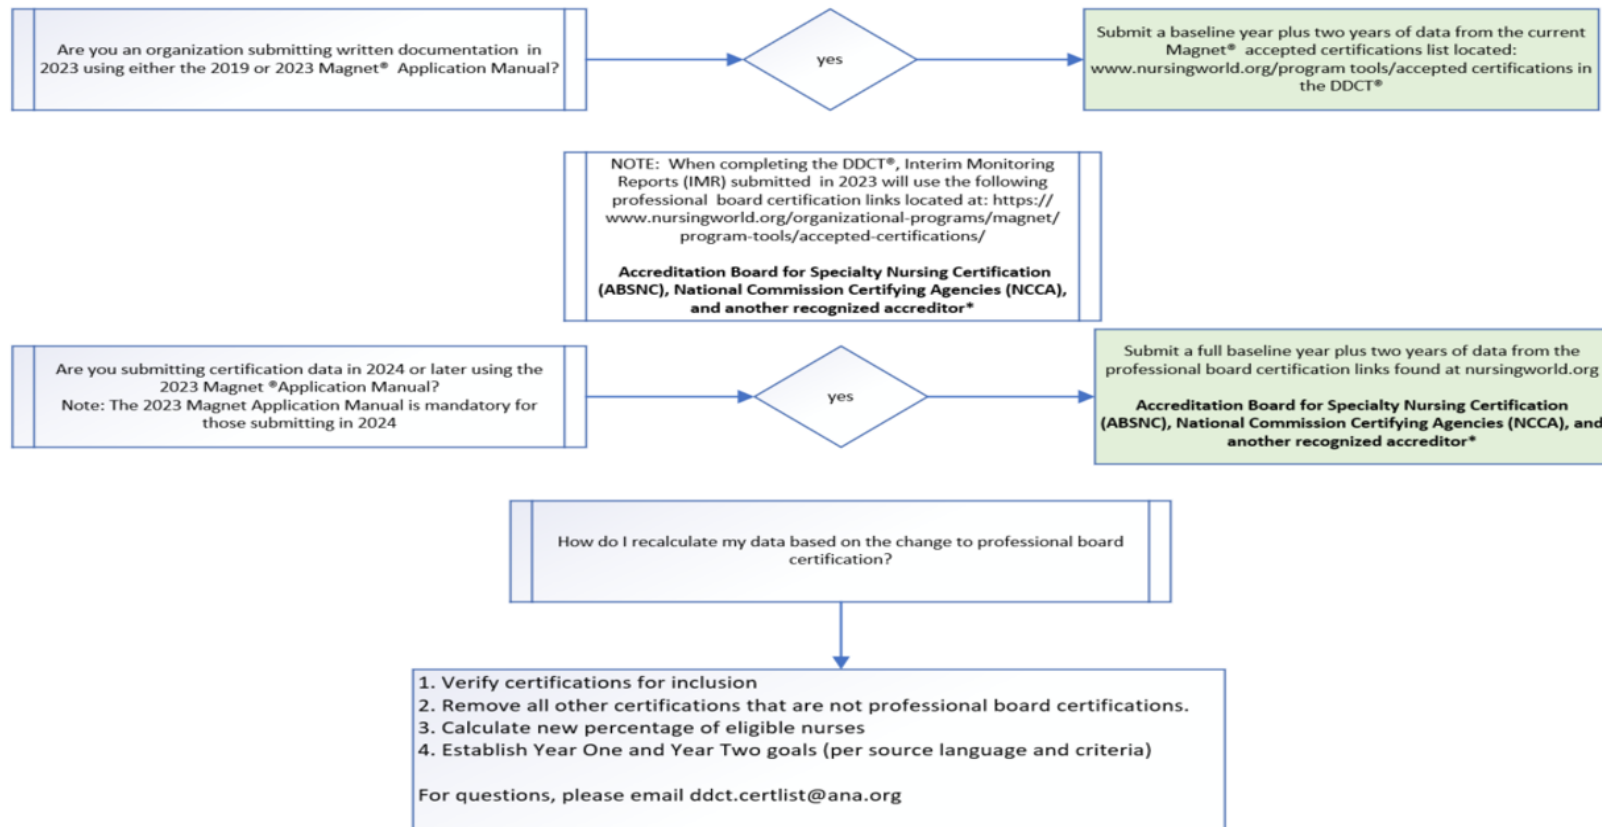 Are you an organization submitting written documentation in
2023 using either the 2019 or 2023 Magnet® Application Manual?
yes
Submit a baseline year plus two years of data from the current
Magnet® accepted certifications list located:
www.nursingworld.org/program tools/accepted certifications in
the DDCT®
NOTE: When completing the DDCT®, Interim Monitoring
Reports (IMR) submitted in 2023 will use the following
professional board certification links located at: https://
www.nursingworld.org/organizational-programs/magnet/
program-tools/accepted-certifications/
Accreditation Board for Specialty Nursing Certification
(ABSNC), National Commission Certifying Agencies (NCCA),
and another recognized accreditor*
Are you submitting certification data in 2024 or later using the
2023 Magnet ®Application Manual?
Note: The 2023 Magnet Application Manual is mandatory for
those submitting in 2024
yes
Submit a full baseline year plus two years of data from the
professional board certification links found at nursingworld.org
Accreditation Board for Specialty Nursing Certification
(ABSNC), National Commission Certifying Agencies (NCCA), and
another recognized accreditor*
How do I recalculate my data based on the change to professional board
certification?
1. Verify certifications for inclusion
2. Remove all other certifications that are not professional board certifications.
3. Calculate new percentage of eligible nurses
4. Establish Year One and Year Two goals (per source language and criteria)
For questions, please email ddct.certlist@ana.org